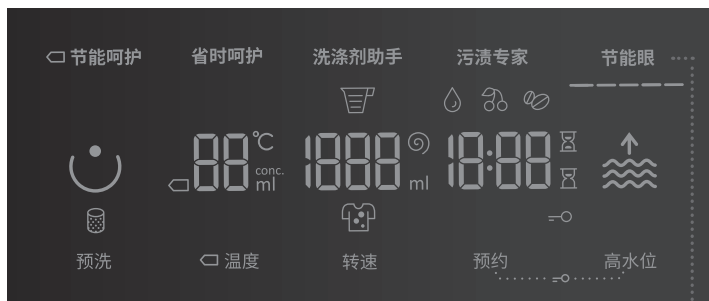 节能呵护 省时呵护 洗涤剂助手 污渍专家 节能眼
88 ℃ 1888 18:88
conc.
ml ml
预洗 温度 转速 预约 高水位